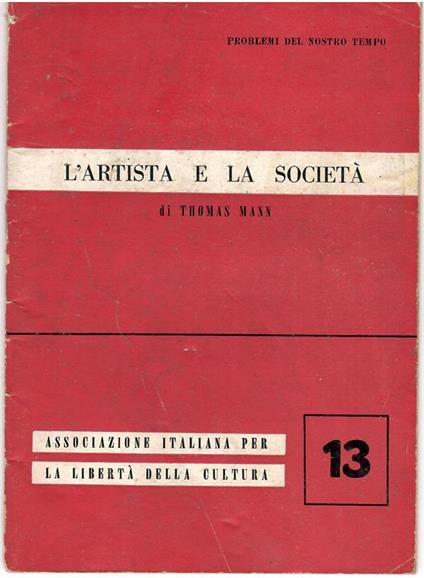 PROBLEMI DEL NOSTRO TEMPO
L'ARTISTA E LA SOCIETÀ
di THOMAS MANN
ASSOCIAZIONE ITALIANA PER
LA LIBERTÀ DELLA CULTURA
13